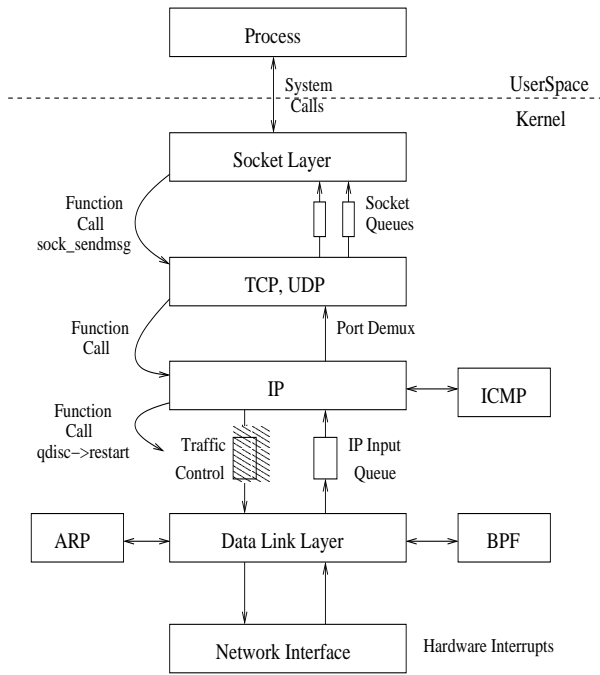 Process
System
Calls
UserSpace
Kernel
Socket Layer
Function
Call
sock_sendmsg
Socket
Queues
TCP, UDP
Function
Call
Port Demux
IP
ICMP
Function
Call
qdisc->restart
Traffic
Control
IP Input
Queue
ARP
Data Link Layer
BPF
Network Interface
Hardware Interrupts